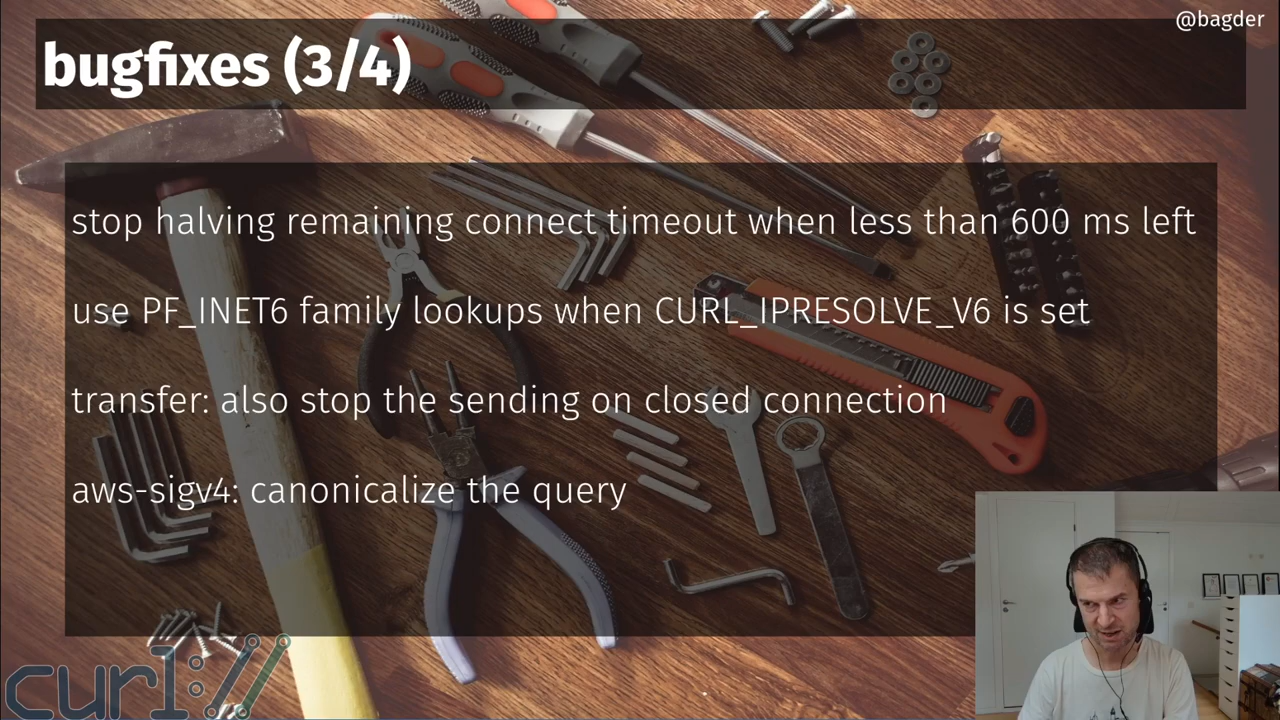 @bagder
bugfixes (3/4)
stop halving remaining connect timeout when less than 600 ms left
use PF_INET6 family lookups when CURL_IPRESOLVE_V6 is set
transfer: also stop the sending on closed connection
aws-sigv4: canonicalize the query
curl://